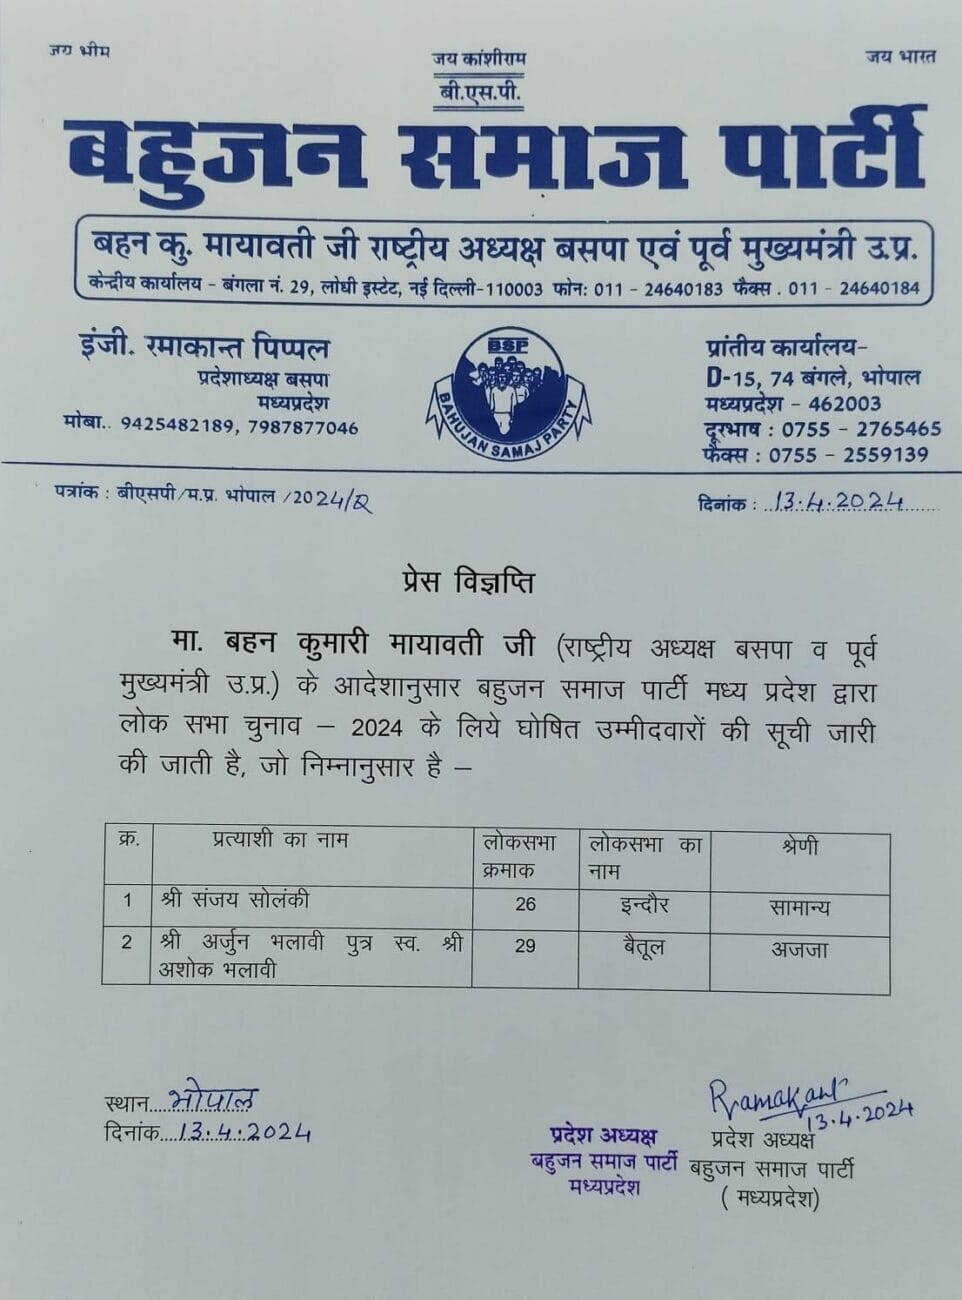 जय भीम
जय कांशीराम
जय भारत
बी.एस.पी.
बहुजन समाज पार्टी
बहन कु. मायावती जी राष्ट्रीय अध्यक्ष बसपा एवं पूर्व मुख्यमंत्री उ.प्र.
केन्द्रीय कार्यालय - बंगला नं. 29, लोधी इस्टेट, नई दिल्ली-110003 फोन: 011 - 24640183 फैक्स . 011 - 24640184
इंजी. रमाकान्त पिप्पल
प्रदेशाध्यक्ष बसपा
मध्यप्रदेश
मोबा.. 9425482189, 7987877046
BSP
BAHUJAN SAMAJ PARTY
प्रांतीय कार्यालय-
D-15, 74 बंगले, भोपाल
मध्यप्रदेश - 462003
दूरभाष : 0755 - 2765465
फैक्स : 0755 - 2559139
पत्रांक : बीएसपी/म.प्र. भोपाल /2024/Q
दिनांक : 13.4.2024
प्रेस विज्ञप्ति
मा. बहन कुमारी मायावती जी (राष्ट्रीय अध्यक्ष बसपा व पूर्व
मुख्यमंत्री उ.प्र.) के आदेशानुसार बहुजन समाज पार्टी मध्य प्रदेश द्वारा
लोक सभा चुनाव – 2024 के लिये घोषित उम्मीदवारों की सूची जारी
की जाती है, जो निम्नानुसार है –
क्र. प्रत्याशी का नाम लोकसभा क्रमाक लोकसभा का नाम श्रेणी
1 श्री संजय सोलंकी 26 इन्दौर सामान्य
2 श्री अर्जुन भलावी पुत्र स्व. श्री अशोक भलावी 29 बैतूल अजजा
स्थान....भोपाल
दिनांक....13.4.2024
Ramakant
13.4.2024
प्रदेश अध्यक्ष
बहुजन समाज पार्टी
मध्यप्रदेश
प्रदेश अध्यक्ष
बहुजन समाज पार्टी
( मध्यप्रदेश)